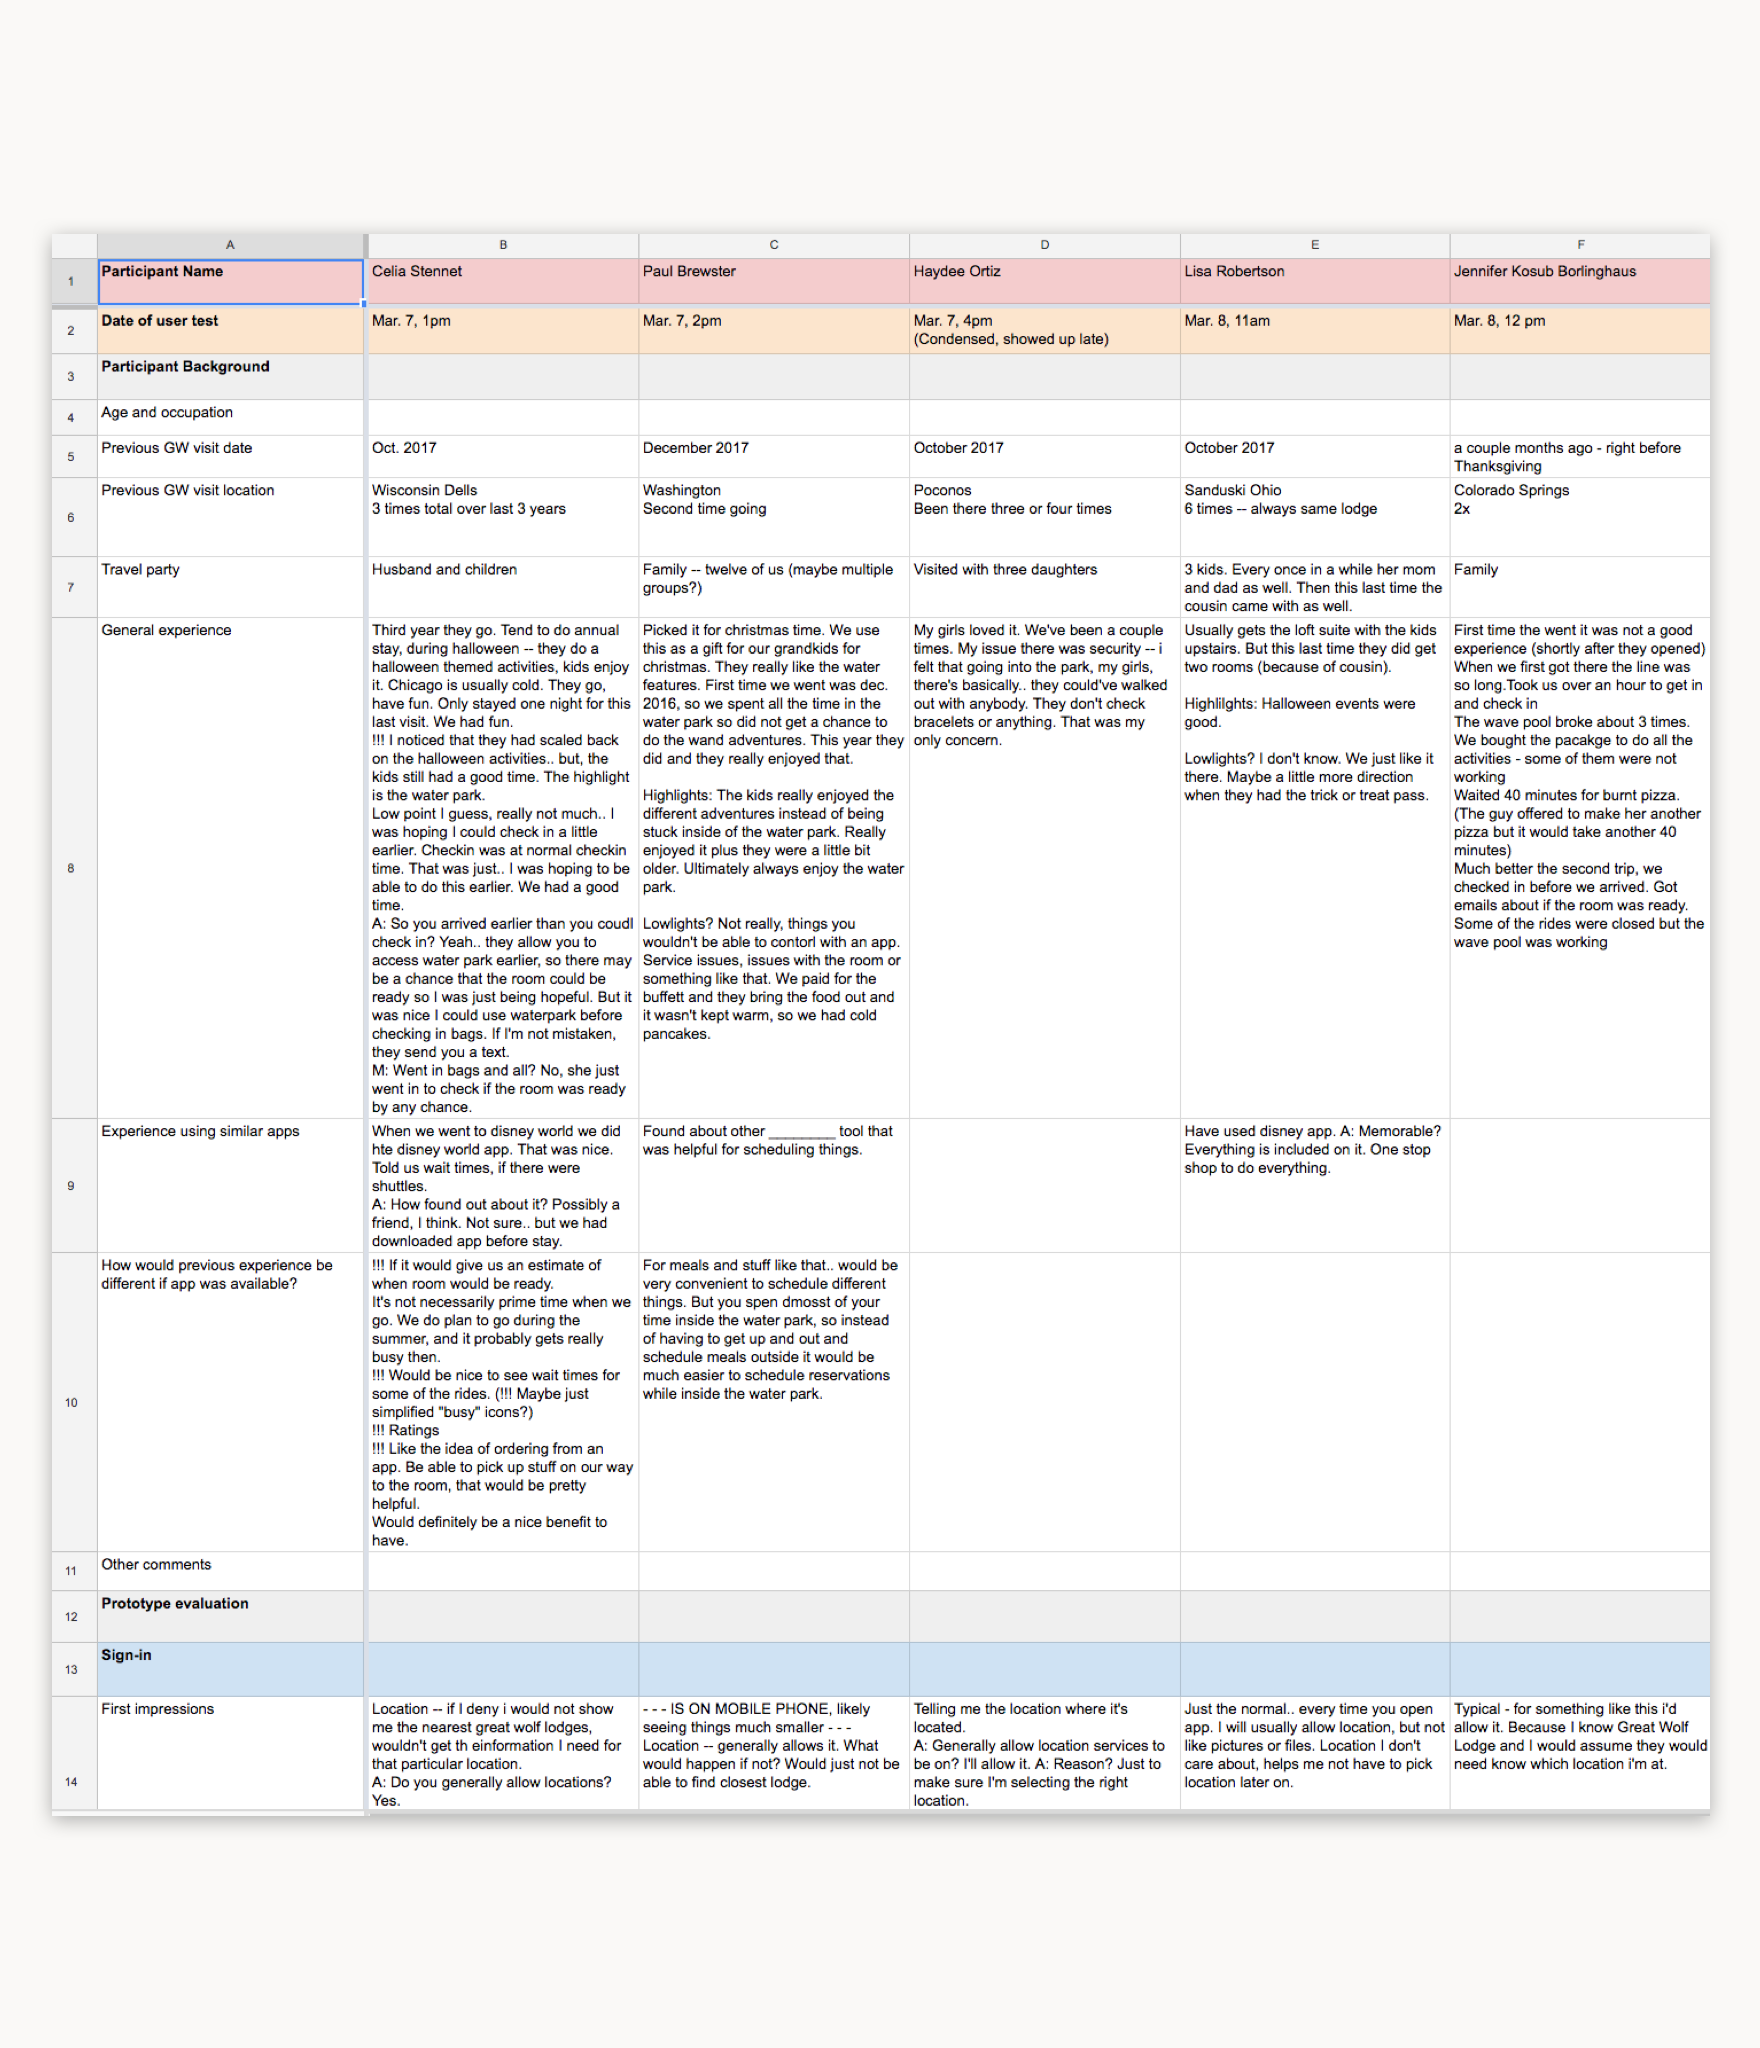 A
B
C
D
E
F
1
Participant Name
Celia Stennet
Paul Brewster
Haydee Ortiz
Lisa Robertson
Jennifer Kosub Borlinghaus
2
Date of user test
Mar. 7, 1pm
Mar. 7, 2pm
Mar. 7, 4pm
(Condensed, showed up late)
Mar. 8, 11am
Mar. 8, 12 pm
3
Participant Background
4
Age and occupation
5
Previous GW visit date
Oct. 2017
December 2017
October 2017
October 2017
a couple months ago - right before
Thanksgiving
6
Previous GW visit location
Wisconsin Dells
3 times total over last 3 years
Washington
Second time going
Poconos
Been there three or four times
Sanduski Ohio
6 times -- always same lodge
Colorado Springs
2x
7
Travel party
Husband and children
Family -- twelve of us (maybe multiple
groups?)
Visited with three daughters
3 kids. Every once in a while her mom
and dad as well. Then this last time the
cousin came with as well.
Family
8
General experience
Third year they go. Tend to do annual
stay, during halloween -- they do a
halloween themed activities, kids enjoy
it. Chicago is usually cold. They go,
have fun. Only stayed one night for this
last visit. We had fun.
!!! I noticed that they had scaled back
on the halloween activities.. but, the
kids still had a good time. The highlight
is the water park.
Low point I guess, really not much.. I
was hoping I could check in a little
earlier. Checkin was at normal checkin
time. That was just.. I was hoping to be
able to do this earlier. We had a good
time.
A: So you arrived earlier than you coudl
check in? Yeah.. they allow you to
access water park earlier, so there may
be a chance that the room could be
ready so I was just being hopeful. But it
was nice I could use waterpark before
checking in bags. If I'm not mistaken,
they send you a text.
M: Went in bags and all? No, she just
went in to check if the room was ready
by any chance.
Picked it for christmas time. We use
this as a gift for our grandkids for
christmas. They really like the water
features. First time we went was dec.
2016, so we spent all the time in the
water park so did not get a chance to
do the wand adventures. This year they
did and they really enjoyed that.
Highlights: The kids really enjoyed the
different adventures instead of being
stuck inside of the water park. Really
enjoyed it plus they were a little bit
older. Ultimately always enjoy the water
park.
Lowlights? Not really, things you
wouldn't be able to contorl with an app.
Service issues, issues with the room or
something like that. We paid for the
buffett and they bring the food out and
it wasn't kept warm, so we had cold
pancakes.
My girls loved it. We've been a couple
times. My issue there was security -- i
felt that going into the park, my girls,
there's basically.. they could've walked
out with anybody. They don't check
bracelets or anything. That was my
only concern.
Usually gets the loft suite with the kids
upstairs. But this last time they did get
two rooms (because of cousin).
Highlilghts: Halloween events were
good.
Lowlights? I don't know. We just like it
there. Maybe a little more direction
when they had the trick or treat pass.
First time the went it was not a good
experience (shortly after they opened)
When we first got there the line was
so long.Took us over an hour to get in
and check in
The wave pool broke about 3 times.
We bought the pacakge to do all the
activities - some of them were not
working
Waited 40 minutes for burnt pizza.
(The guy offered to make her another
pizza but it would take another 40
minutes)
Much better the second trip, we
checked in before we arrived. Got
emails about if the room was ready.
Some of the rides were closed but the
wave pool was working
9
Experience using similar apps
When we went to disney world we did
hte disney world app. That was nice.
Told us wait times, if there were
shuttles.
A: How found out about it? Possibly a
friend, I think. Not sure.. but we had
downloaded app before stay.
Found about other ________ tool that
was helpful for scheduling things.
Have used disney app. A: Memorable?
Everything is included on it. One stop
shop to do everything.
10
How would previous experience be
different if app was available?
!!! If it would give us an estimate of
when room would be ready.
It's not necessarily prime time when we
go. We do plan to go during the
summer, and it probably gets really
busy then.
!!! Would be nice to see wait times for
some of the rides. (!!! Maybe just
simplified "busy" icons?)
!!! Ratings
!!! Like the idea of ordering from an
app. Be able to pick up stuff on our way
to the room, that would be pretty
helpful.
Would definitely be a nice benefit to
have.
For meals and stuff like that.. would be
very convenient to schedule different
things. But you spen dmosst of your
time inside the water park, so instead
of having to get up and out and
schedule meals outside it would be
much easier to schedule reservations
while inside the water park.
11
Other comments
12
Prototype evaluation
13
Sign-in
14
First impressions
Location -- if I deny i would not show
me the nearest great wolf lodges,
wouldn't get th einformation I need for
that particular location.
A: Do you generally allow locations?
Yes.
- - - IS ON MOBILE PHONE, likely
seeing things much smaller - - -
Location -- generally allows it. What
would happen if not? Would just not be
able to find closest lodge.
Telling me the location where it's
located.
A: Generally allow location services to
be on? I'll allow it. A: Reason? Just to
make sure I'm selecting the right
location.
Just the normal.. every time you open
app. I will usually allow location, but not
like pictures or files. Location I don't
care about, helps me not have to pick
location later on.
Typical - for something like this i'd
allow it. Because I know Great Wolf
Lodge and I would assume they would
need know which location i'm at.